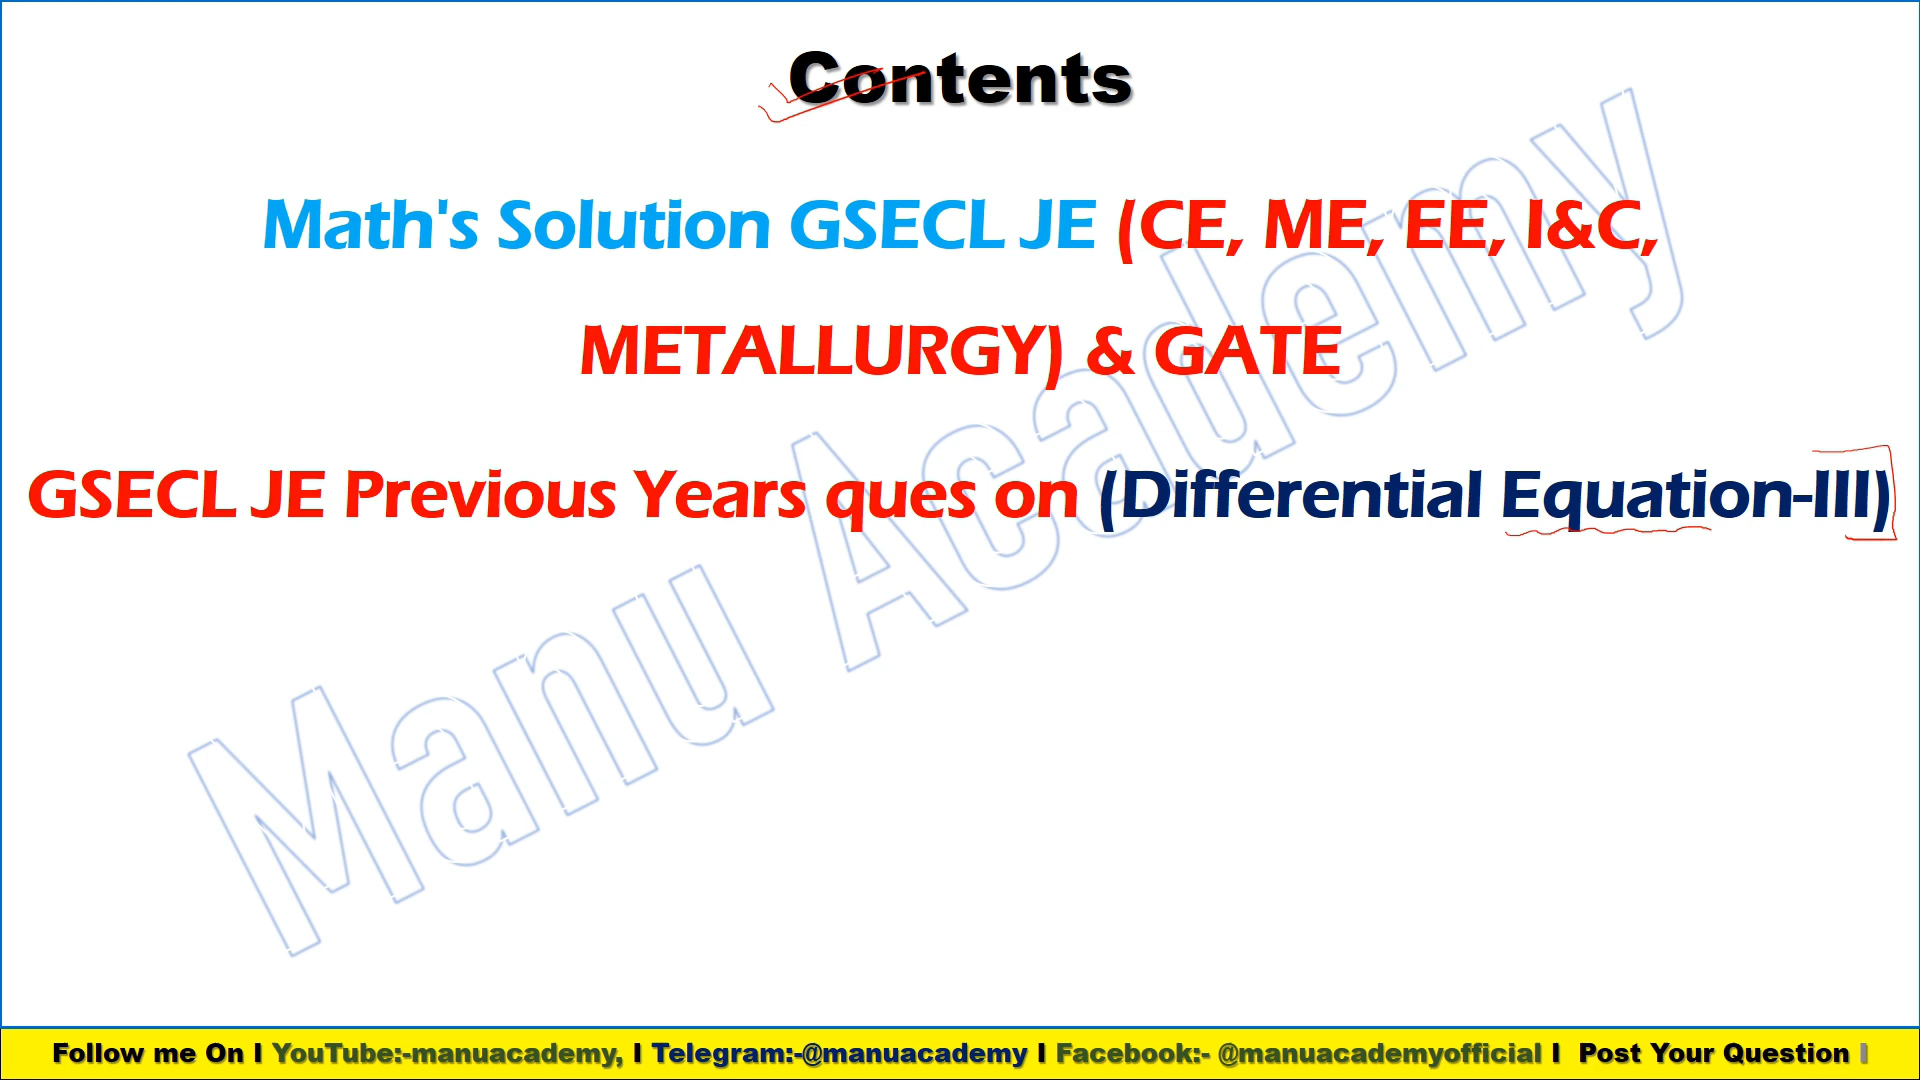 Contents
Math's Solution GSECL JE (CE, ME, EE, I&C,
METALLURGY) & GATE
GSECL JE Previous Years ques on (Differential Equation-III)
Manu Academy
Follow me On I YouTube:-manuacademy, I Telegram:-@manuacademy I Facebook:- @manuacademyofficial I Post Your Question I